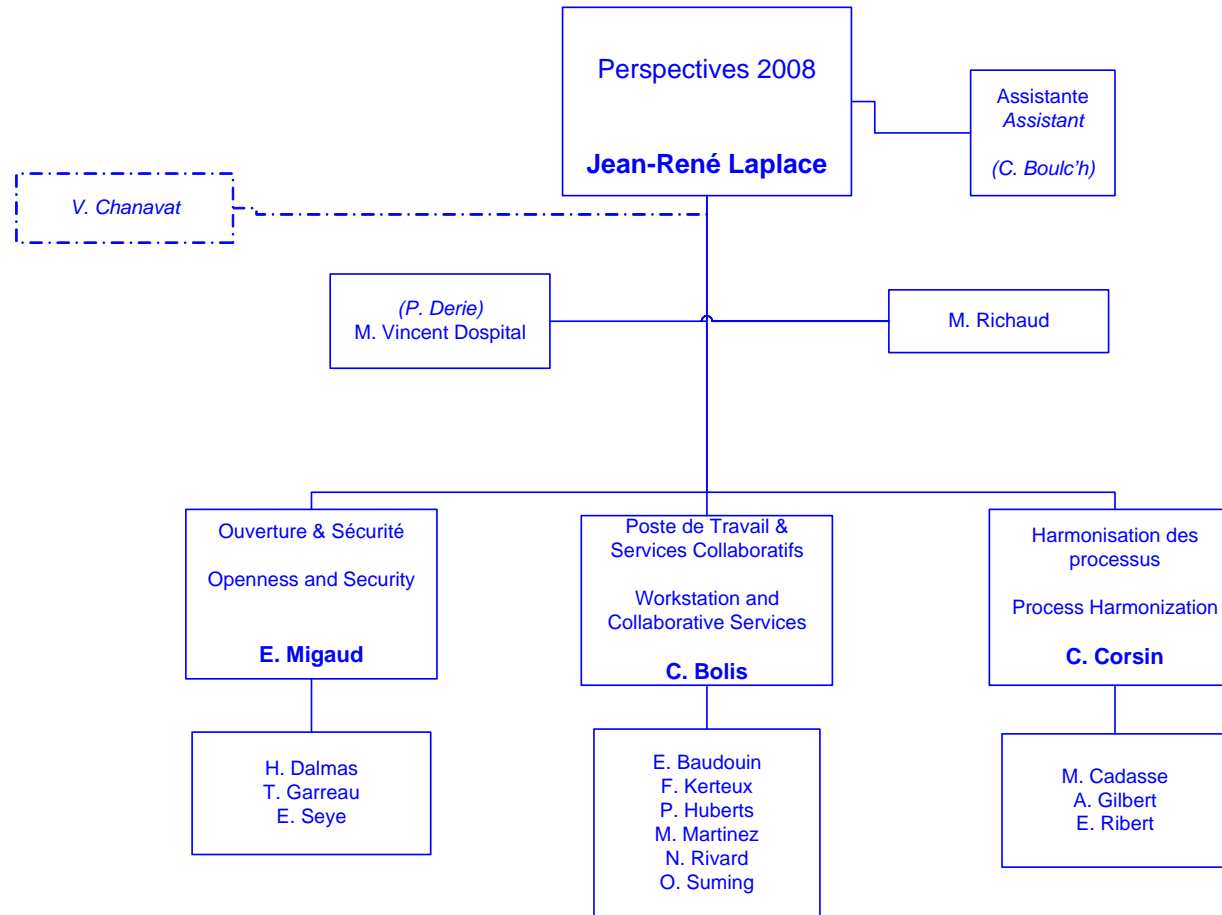 Perspectives 2008
Jean-René Laplace
Assistante
Assistant
(C. Boulc'h)
V. Chanavat
(P. Derie)
M. Vincent Dospital
M. Richaud
Ouverture & Sécurité
Openness and Security
E. Migaud
Poste de Travail &
Services Collaboratifs
Workstation and
Collaborative Services
C. Bolis
Harmonisation des
processus
Process Harmonization
C. Corsin
H. Dalmas
T. Garreau
E. Seye
E. Baudouin
F. Kerteux
P. Huberts
M. Martinez
N. Rivard
O. Suming
M. Cadasse
A. Gilbert
E. Ribert